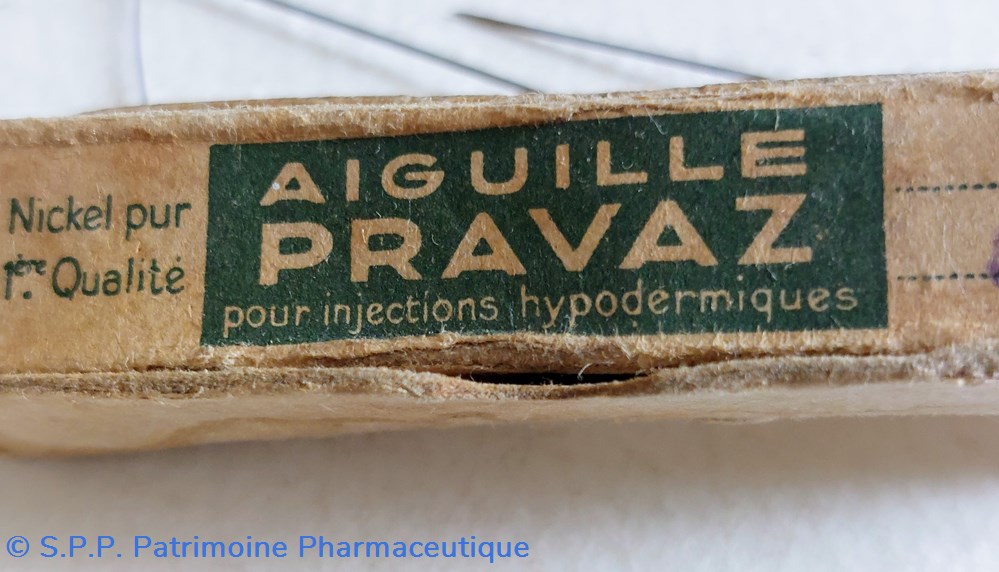 Nickel pur
1ère Qualité
AIGUILLE
PRAVAZ
pour injections hypodermiques
© S.P.P. Patrimoine Pharmaceutique